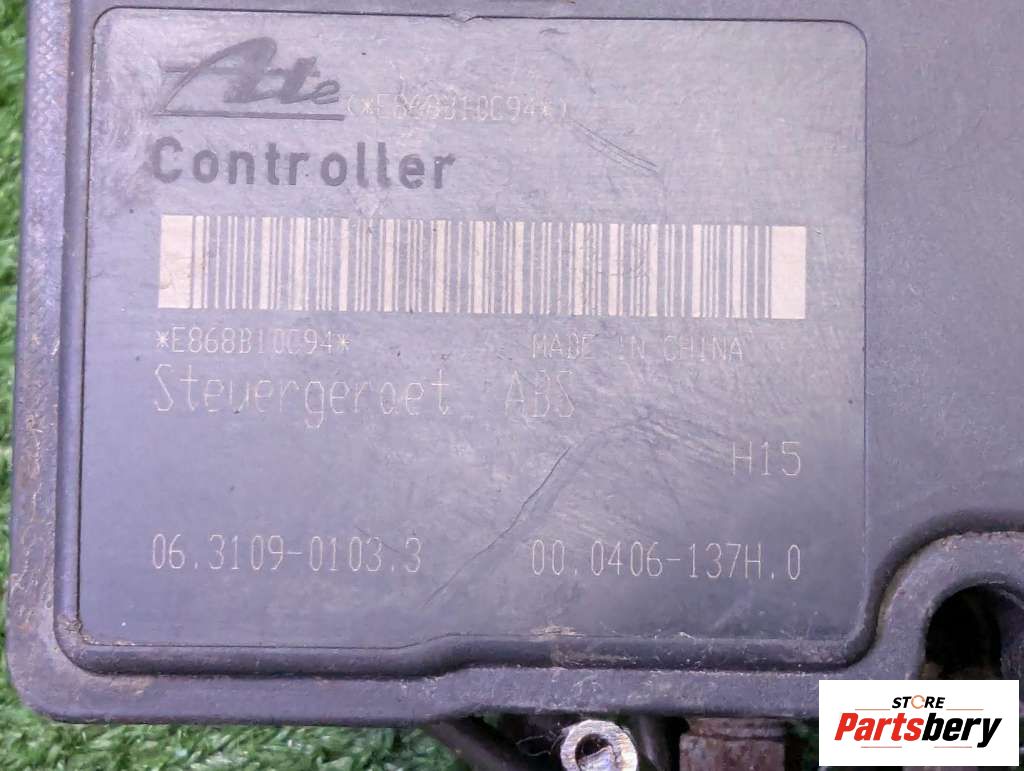 Ate (*E868B10C94*)
Controller
*E868B10C94* MADE IN CHINA
Steuergeraet ABS
H15
06.3109-0103.3 00.0406-137H.0
STORE
Partsbery